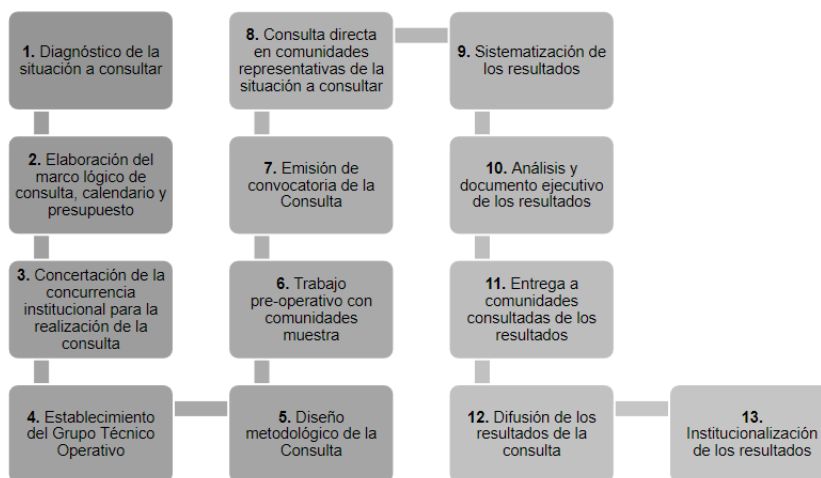 1. Diagnóstico de la
situación a consultar
2. Elaboración del
marco lógico de
consulta, calendario y
presupuesto
3. Concertación de la
concurrencia
institucional para la
realización de la
consulta
4. Establecimiento
del Grupo Técnico
Operativo
5. Diseño
metodológico de la
Consulta
6. Trabajo
pre-operativo con
comunidades
muestra
7. Emisión de
convocatoria de la
Consulta
8. Consulta directa
en comunidades
representativas de la
situación a consultar
9. Sistematización de
los resultados
10. Análisis y
documento ejecutivo
de los resultados
11. Entrega a
comunidades
consultadas de los
resultados
12. Difusión de los
resultados de la
consulta
13.
Institucionalización
de los resultados